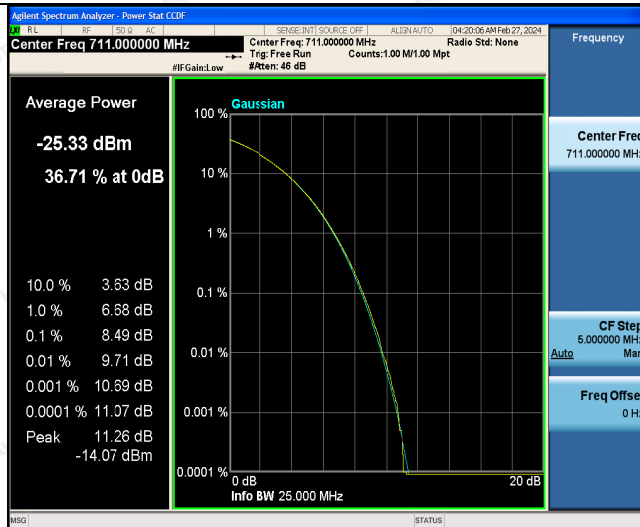 Agilent Spectrum Analyzer - Power Stat CCDF
RL RF 50 Ω AC SENSE:INT SOURCE OFF ALIGN AUTO 04:20:06 AM Feb 27, 2024
Center Freq 711.000000 MHz
Center Freq: 711.000000 MHz Radio Std: None
Trig: Free Run Counts:1.00 M/1.00 Mpt
#IFGain:Low #Atten: 46 dB
Frequency
Average Power
-25.33 dBm
36.71 % at 0dB
10.0 % 3.63 dB
1.0 % 6.68 dB
0.1 % 8.49 dB
0.01 % 9.71 dB
0.001 % 10.69 dB
0.0001 % 11.07 dB
Peak 11.26 dB
-14.07 dBm
Gaussian
100 %
10 %
1 %
0.1 %
0.01 %
0.001 %
0.0001 %
0 dB 20 dB
Info BW 25.000 MHz
Center Freq
711.000000 MHz
CF Step
5.000000 MHz
Auto Man
Freq Offse
0 Hz
MSG STATUS